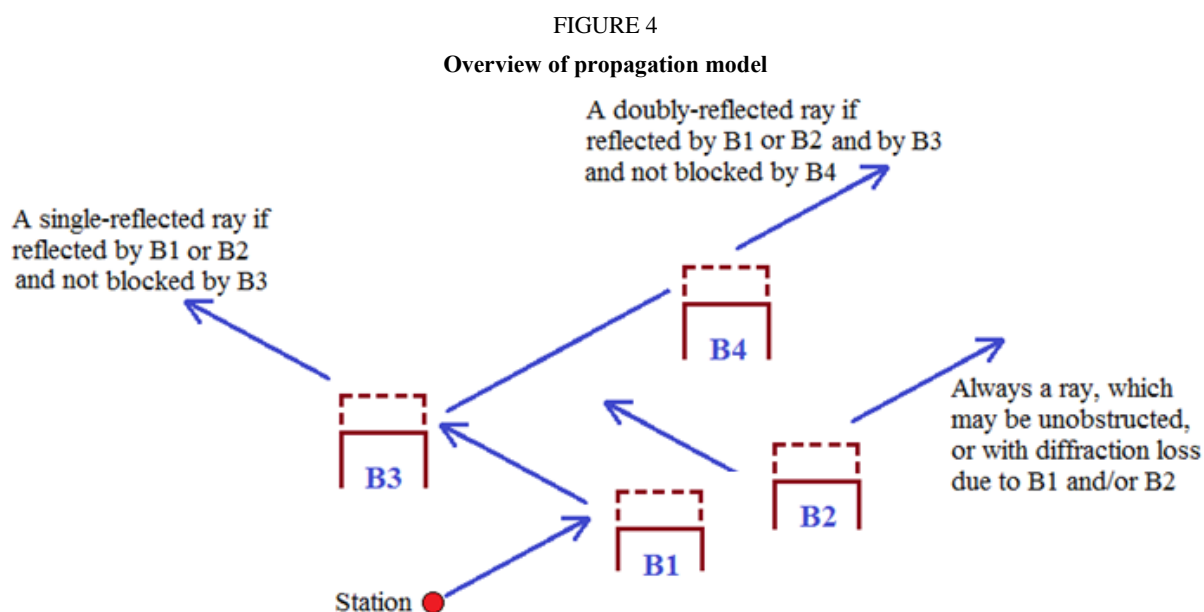 FIGURE 4
Overview of propagation model
A doubly-reflected ray if
reflected by B1 or B2 and by B3
and not blocked by B4
A single-reflected ray if
reflected by B1 or B2
and not blocked by B3
B4
Always a ray, which
may be unobstructed,
or with diffraction loss
due to B1 and/or B2
B3
B2
B1
Station